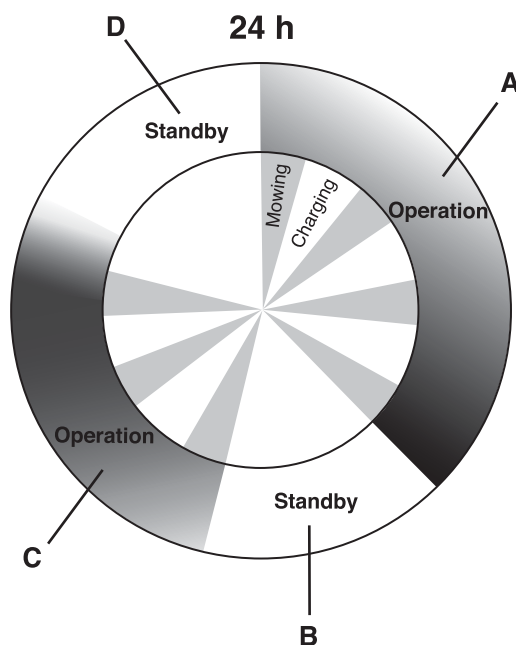 D
24 h
A
Standby
Mowing
Charging
Operation
Operation
Standby
C
B